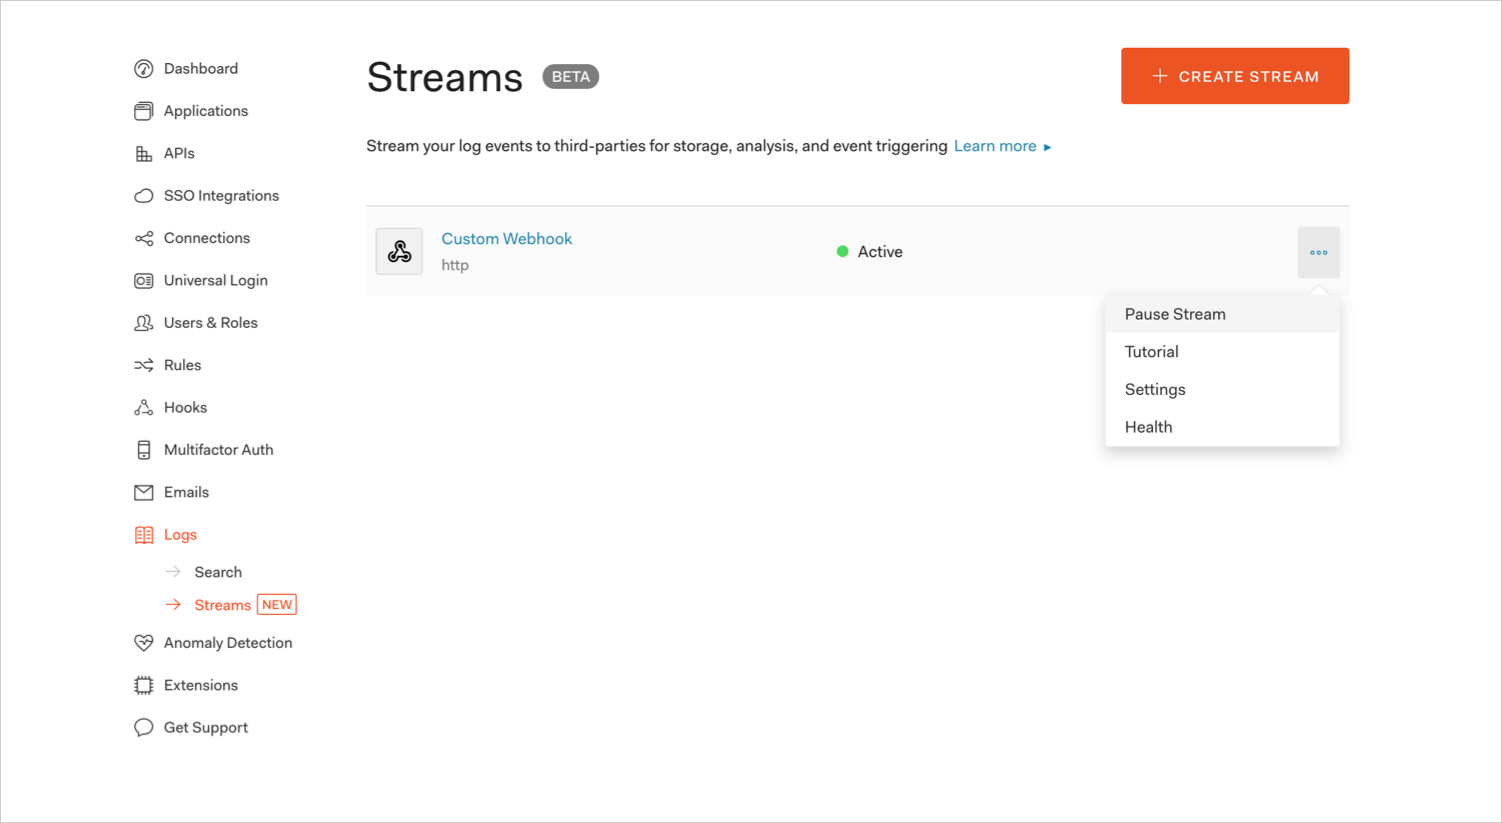 Dashboard
Applications
APIs
SSO Integrations
Connections
Universal Login
Users & Roles
Rules
Hooks
Multifactor Auth
Emails
Logs
Search
Streams NEW
Anomaly Detection
Extensions
Get Support
Streams BETA
+ CREATE STREAM
Stream your log events to third-parties for storage, analysis, and event triggering Learn more ▸
Custom Webhook
http
Active
Pause Stream
Tutorial
Settings
Health